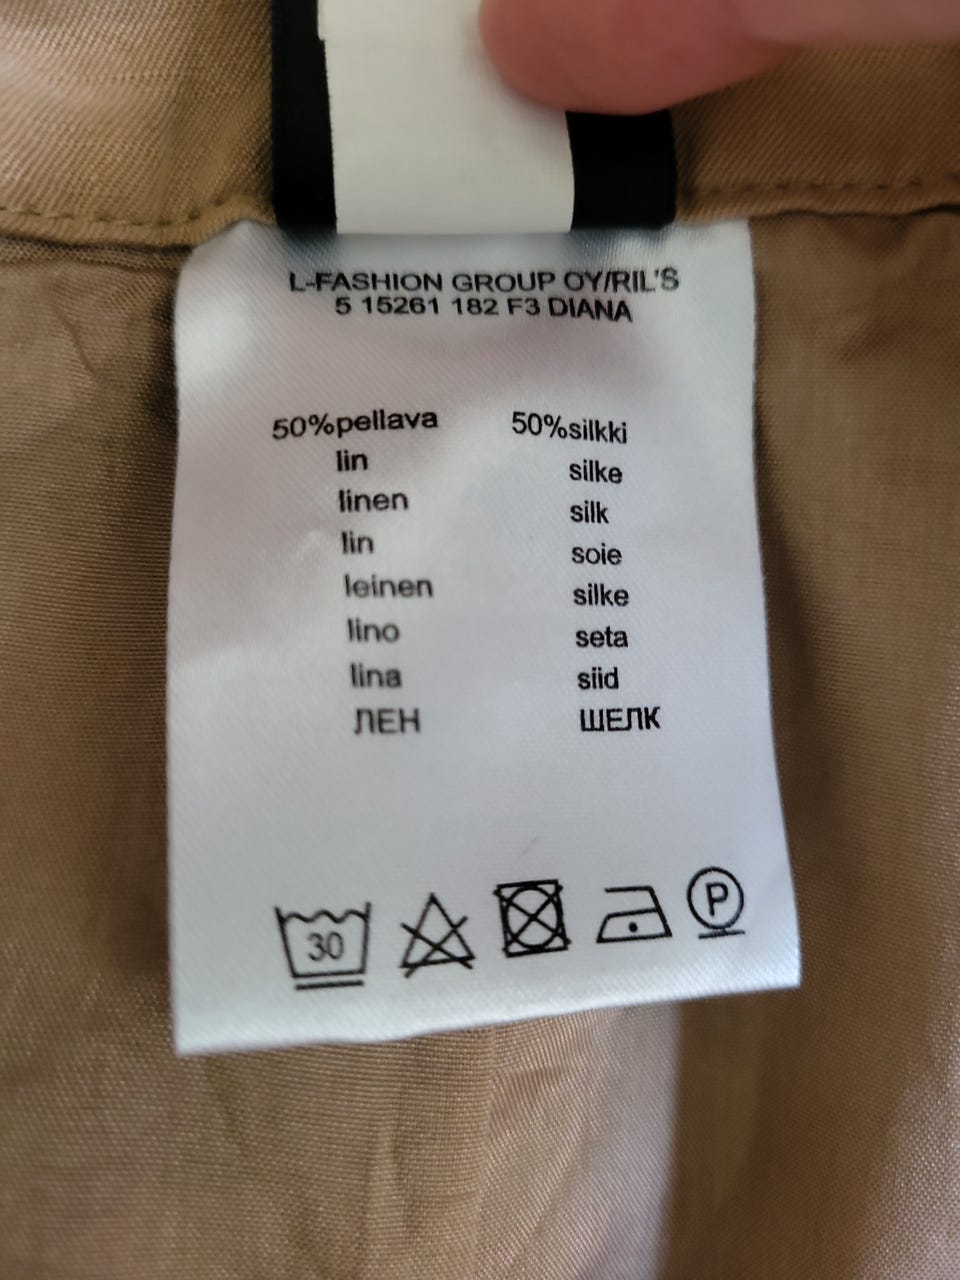 L-FASHION GROUP OY/RIL'S
5 15261 182 F3 DIANA
50%pellava 50%silkki
lin silke
linen silk
lin soie
leinen silke
lino seta
lina siid
ЛЕН ШЕЛК
30 P